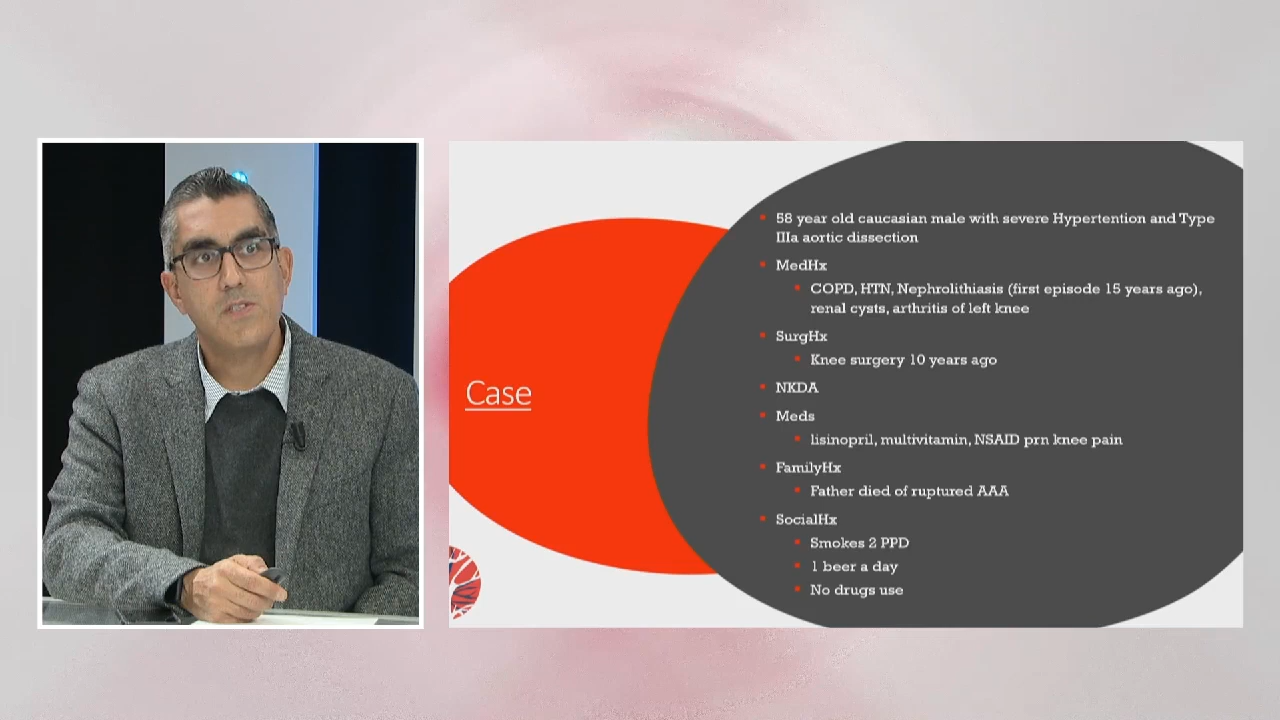 Case
58 year old caucasian male with severe Hypertention and Type
IIIa aortic dissection
MedHx
COPD, HTN, Nephrolithiasis (first episode 15 years ago),
renal cysts, arthritis of left knee
SurgHx
Knee surgery 10 years ago
NKDA
Meds
lisinopril, multivitamin, NSAID prn knee pain
FamilyHx
Father died of ruptured AAA
SocialHx
Smokes 2 PPD
1 beer a day
No drugs use